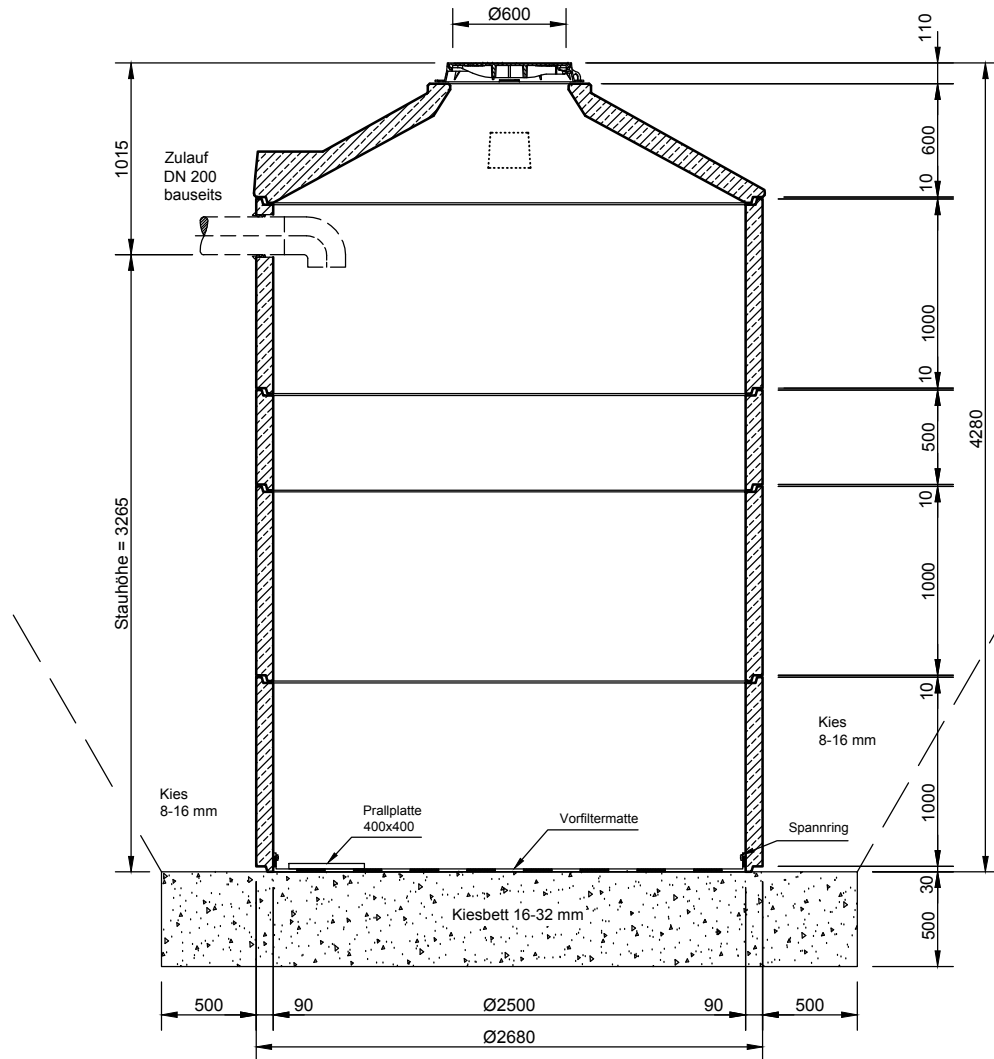 Ø600
110
1015
Zulauf
DN 200
bauseits
600
10
1000
10
500
4280
10
Stauhöhe = 3265
1000
10
Kies
8-16 mm
Kies
8-16 mm
1000
Prallplatte
400x400
Vorfiltermatte
Spannring
30
Kiesbett 16-32 mm
500
500
90
Ø2500
90
500
Ø2680